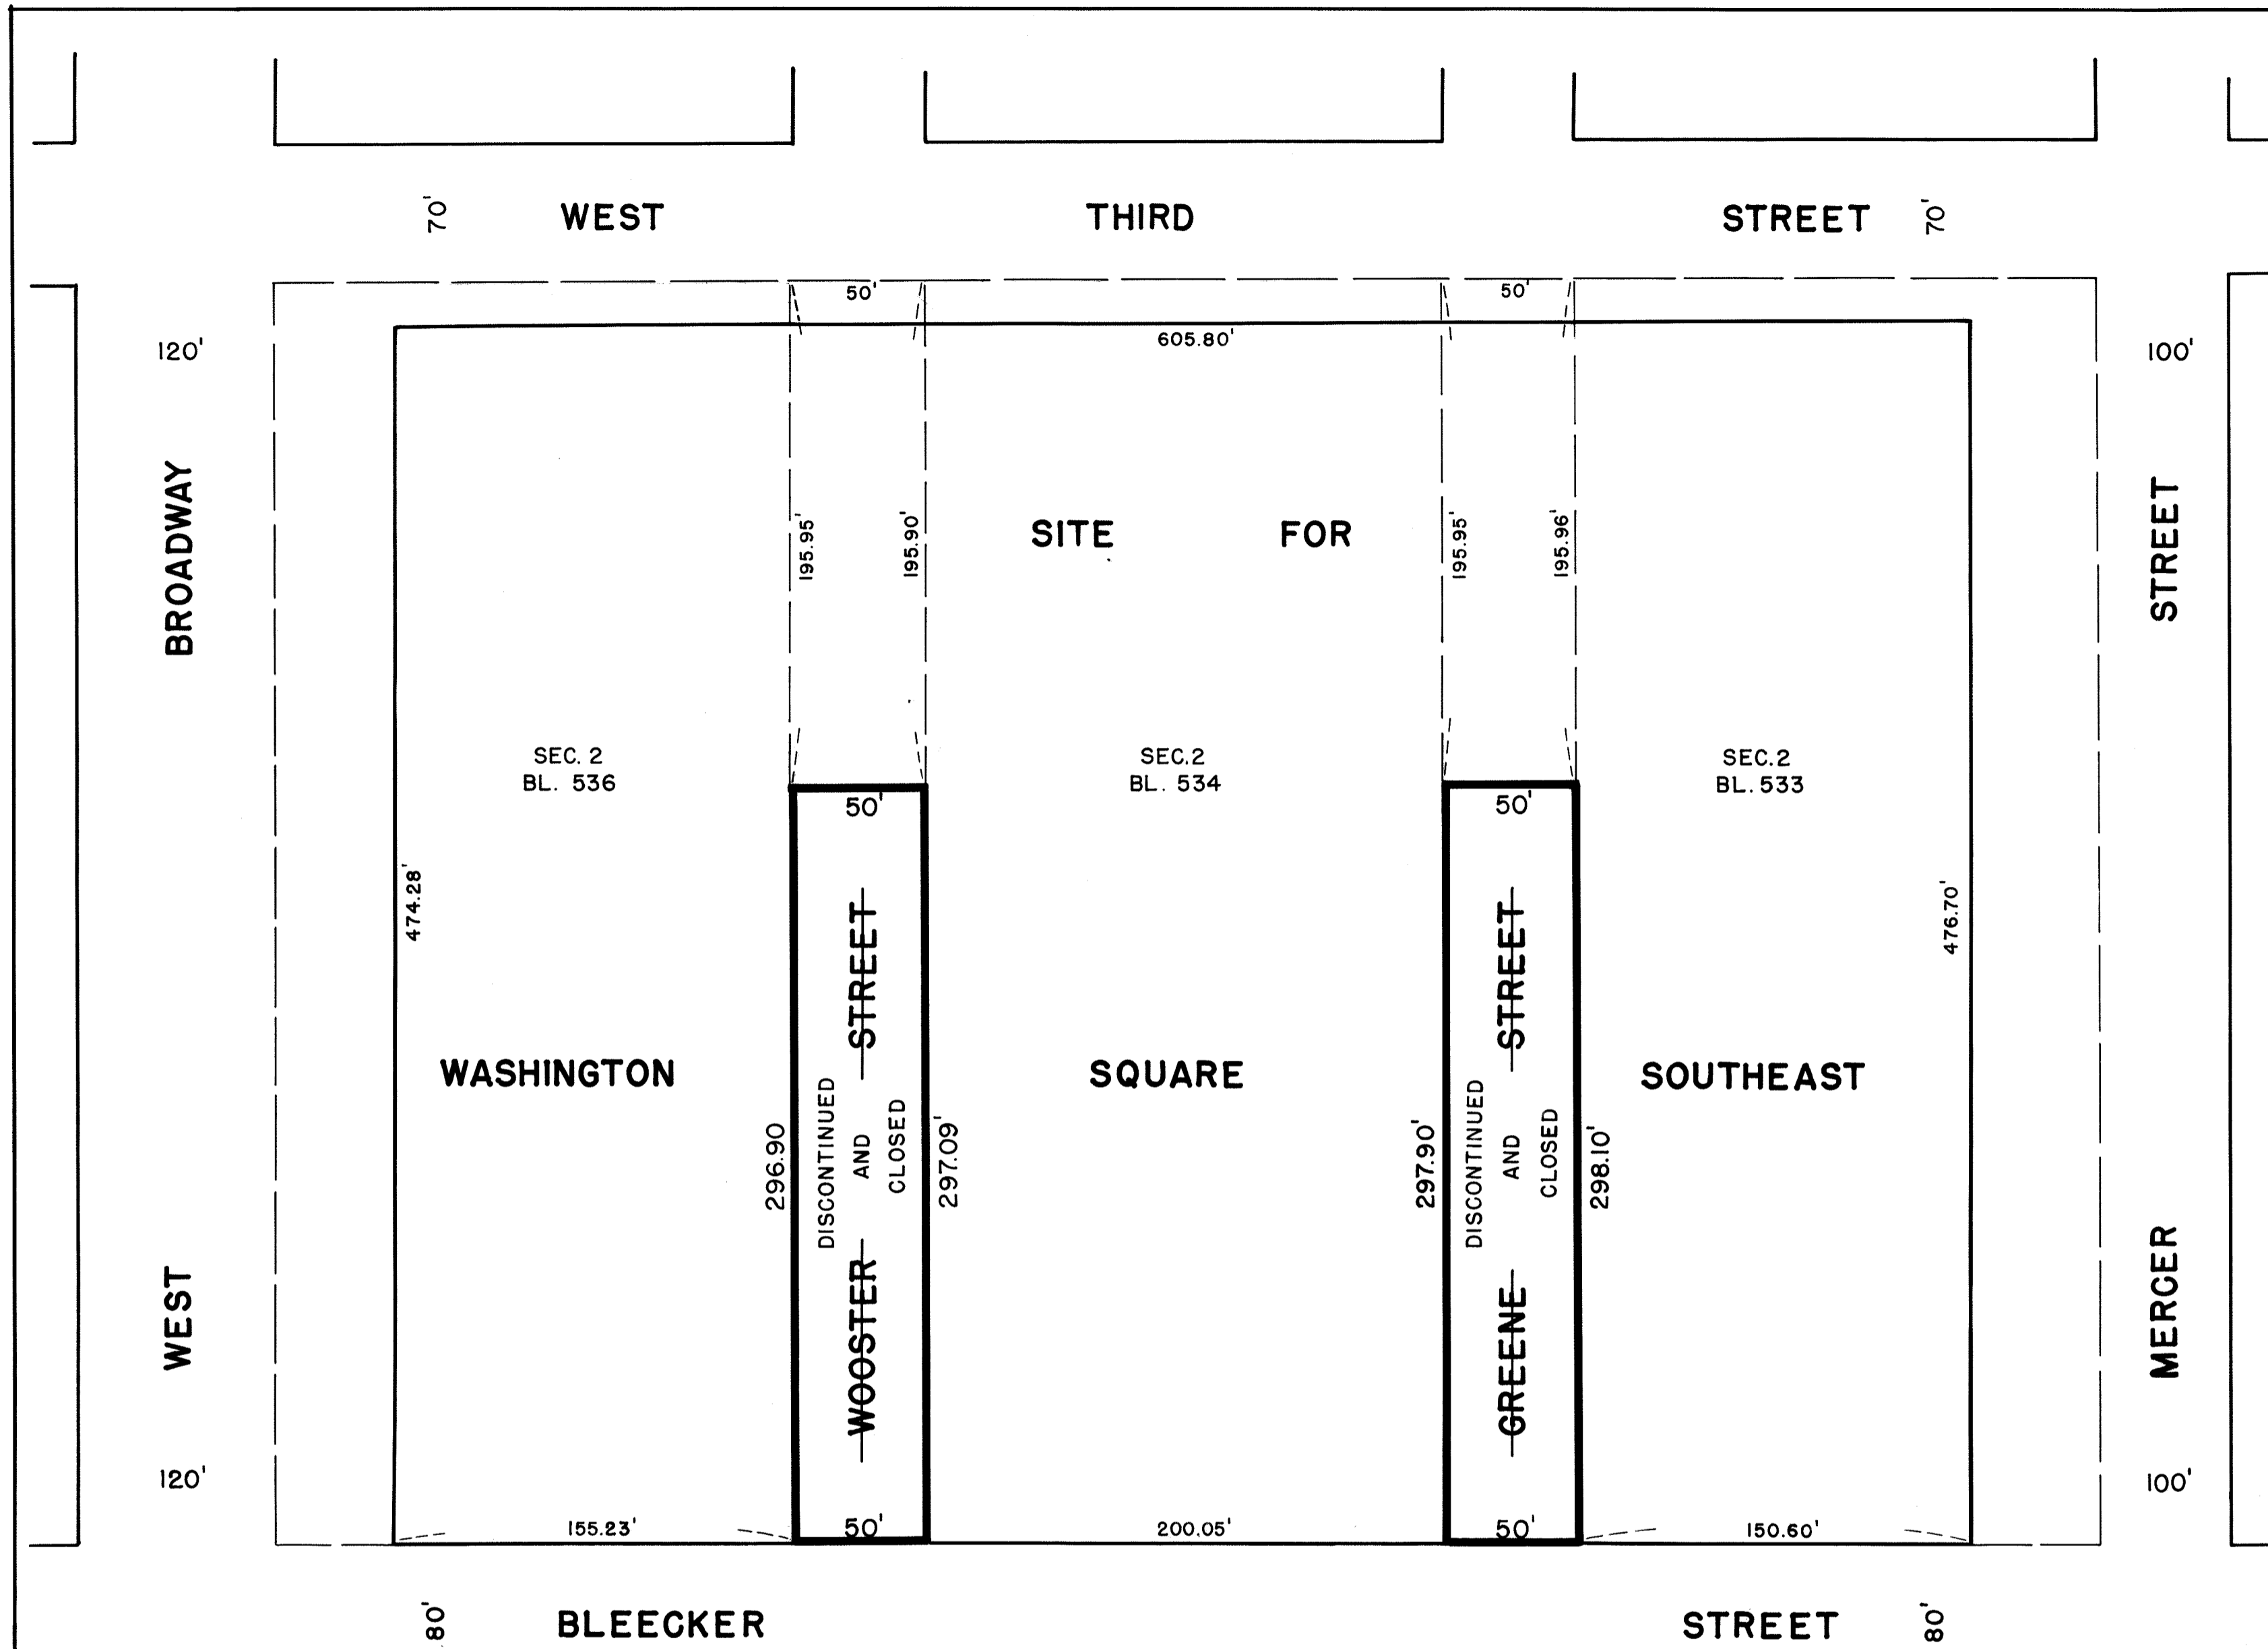 70' WEST THIRD STREET 70'
50' 50'
605.80'
120' 100'
WEST BROADWAY
MERCER STREET
SITE FOR
195.95' 195.90' 195.95' 195.96'
SEC. 2
BL. 536
SEC.2
BL. 534
SEC.2
BL. 533
50' 50'
474.28' 476.70'
WASHINGTON SQUARE SOUTHEAST
WOOSTER STREET
DISCONTINUED
AND
CLOSED
296.90 297.09'
GREENE STREET
DISCONTINUED
AND
CLOSED
297.90' 298.10'
120' 100'
155.23' 50' 200.05' 50' 150.60'
80' BLEECKER STREET 80'